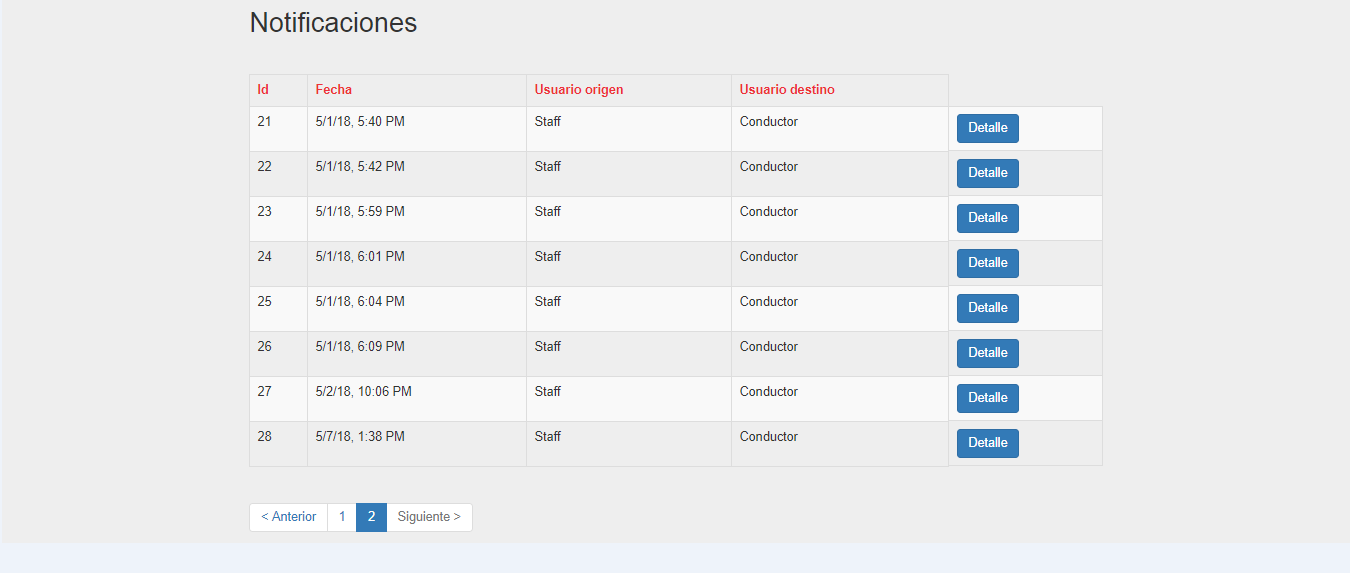 Notificaciones
Id Fecha Usuario origen Usuario destino
21 5/1/18, 5:40 PM Staff Conductor Detalle
22 5/1/18, 5:42 PM Staff Conductor Detalle
23 5/1/18, 5:59 PM Staff Conductor Detalle
24 5/1/18, 6:01 PM Staff Conductor Detalle
25 5/1/18, 6:04 PM Staff Conductor Detalle
26 5/1/18, 6:09 PM Staff Conductor Detalle
27 5/2/18, 10:06 PM Staff Conductor Detalle
28 5/7/18, 1:38 PM Staff Conductor Detalle
< Anterior 1 2 Siguiente >